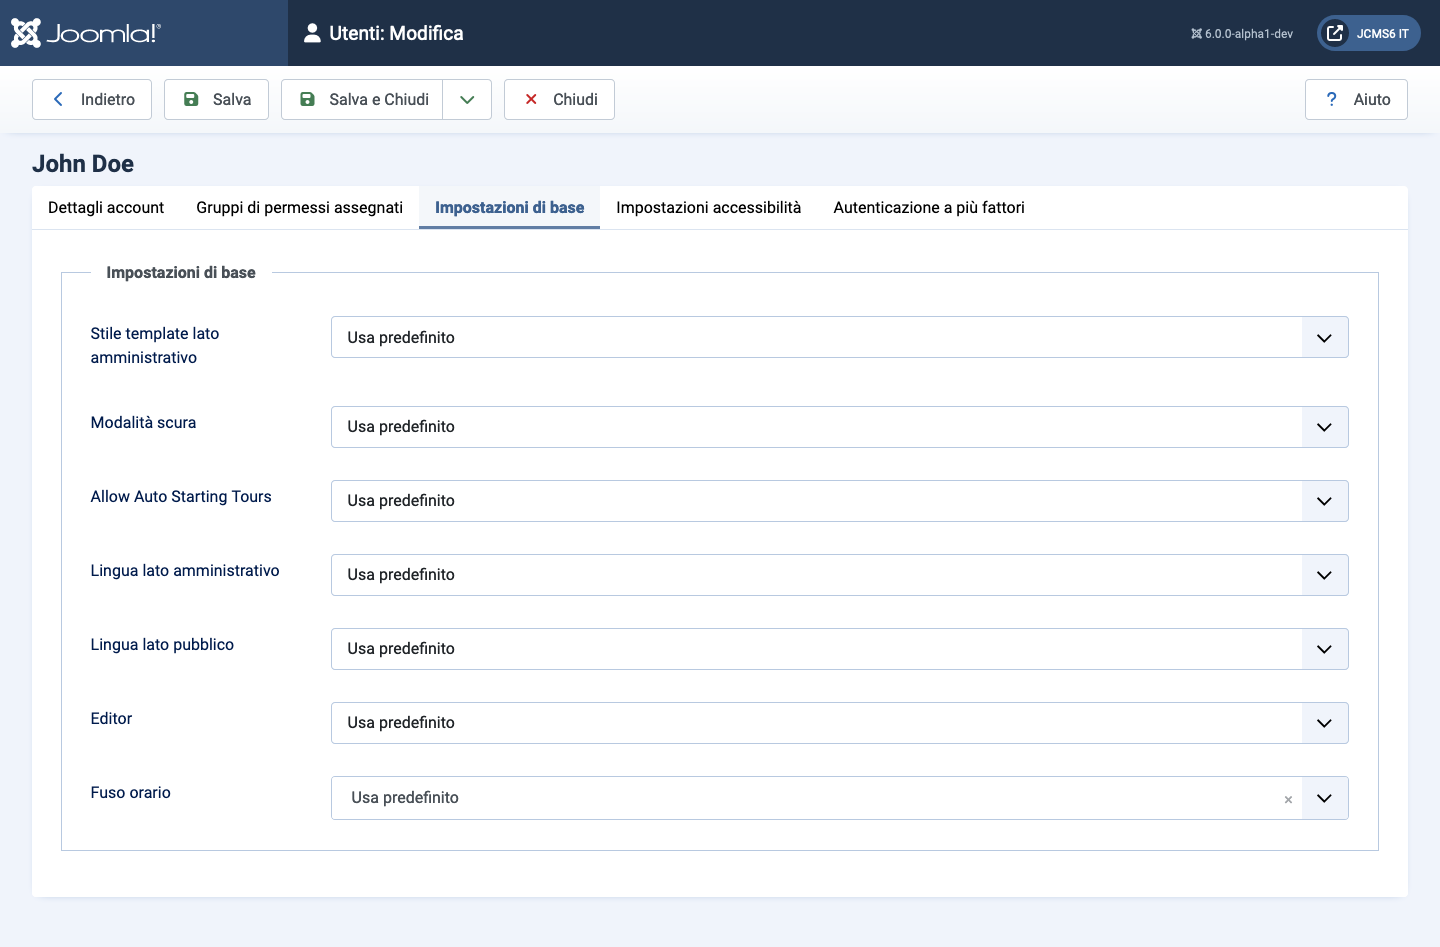 Joomla!®
Utenti: Modifica
6.0.0-alpha1-dev
JCMS6 IT
Indietro
Salva
Salva e Chiudi
Chiudi
? Aiuto
John Doe
Dettagli account
Gruppi di permessi assegnati
Impostazioni di base
Impostazioni accessibilità
Autenticazione a più fattori
Impostazioni di base
Stile template lato
amministrativo
Usa predefinito
Modalità scura
Usa predefinito
Allow Auto Starting Tours
Usa predefinito
Lingua lato amministrativo
Usa predefinito
Lingua lato pubblico
Usa predefinito
Editor
Usa predefinito
Fuso orario
Usa predefinito
×